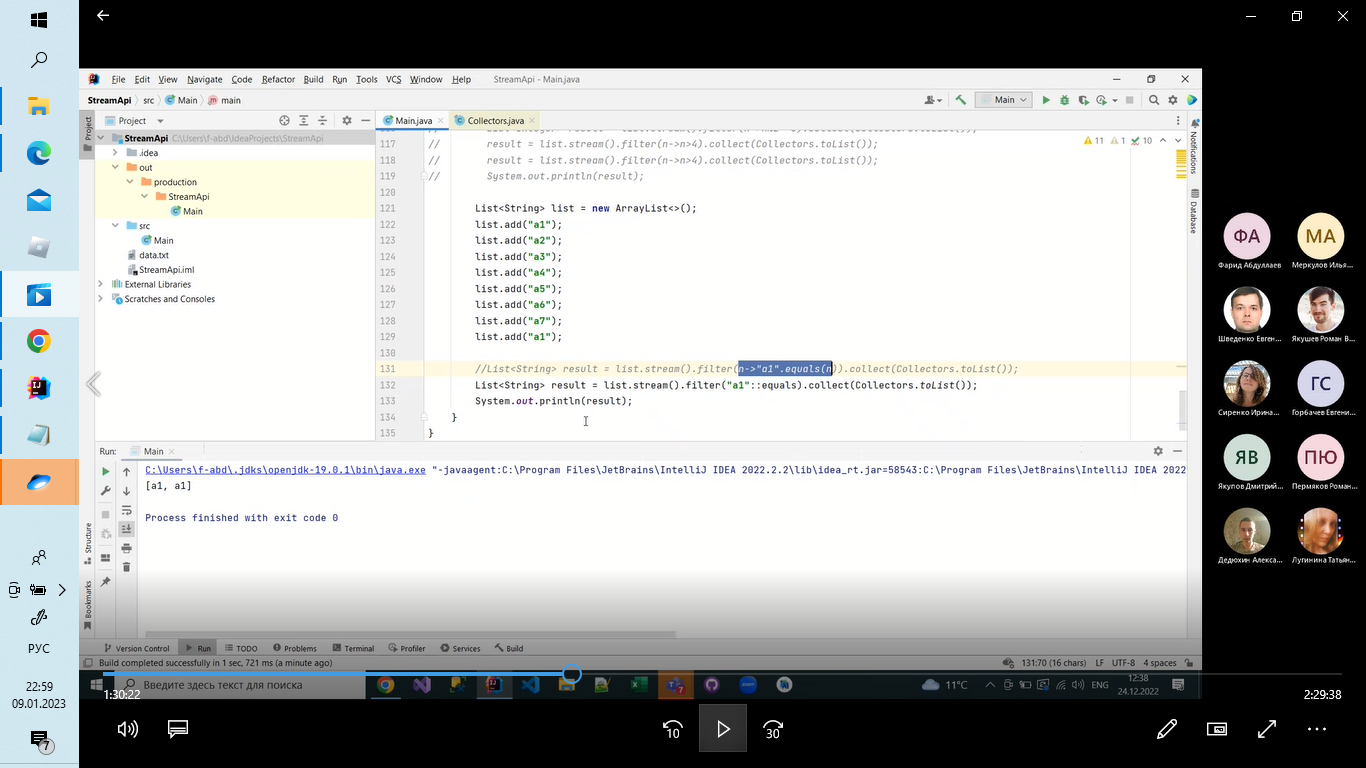 File Edit View Navigate Code Refactor Build Run Tools VCS Window Help StreamApi - Main.java
StreamApi src Main main Main
Project
Main.java Collectors.java
StreamApi C:\Users\f-abd\IdeaProjects\StreamApi
.idea
out
production
StreamApi
Main
src
Main
data.txt
StreamApi.iml
External Libraries
Scratches and Consoles
Project
Structure
Bookmarks
Notifications
Database
11 1 10
117 // result = list.stream().filter(n->n>4).collect(Collectors.toList());
118 // result = list.stream().filter(n->n>4).collect(Collectors.toList());
119 // System.out.println(result);
120
121 List<String> list = new ArrayList<>();
122 list.add("a1");
123 list.add("a2");
124 list.add("a3");
125 list.add("a4");
126 list.add("a5");
127 list.add("a6");
128 list.add("a7");
129 list.add("a1");
130
131 //List<String> result = list.stream().filter(n->"a1".equals(n)).collect(Collectors.toList());
132 List<String> result = list.stream().filter("a1"::equals).collect(Collectors.toList());
133 System.out.println(result);
134 }
135 }
Run: Main
C:\Users\f-abd\.jdks\openjdk-19.0.1\bin\java.exe "-javaagent:C:\Program Files\JetBrains\IntelliJ IDEA 2022.2.2\lib\idea_rt.jar=58543:C:\Program Files\JetBrains\IntelliJ IDEA 2022
[a1, a1]
Process finished with exit code 0
Version Control Run TODO Problems Terminal Profiler Services Build
Build completed successfully in 1 sec, 721 ms (a minute ago)
131:70 (16 chars) LF UTF-8 4 spaces
Введите здесь текст для поиска
11°C ENG 12:38
24.12.2022
1:30:22
2:29:38
10
30
ФА
МА
Фарид Абдуллаев
Меркулов Илья...
Шведенко Евген...
Якушев Роман В...
ГС
Сиренко Ирина...
Горбачев Евгени...
ЯВ
ПЮ
Якупов Дмитрий...
Пермяков Роман...
Дедюхин Алекса...
Лугинина Татьян...
РУС
22:59
09.01.2023
7